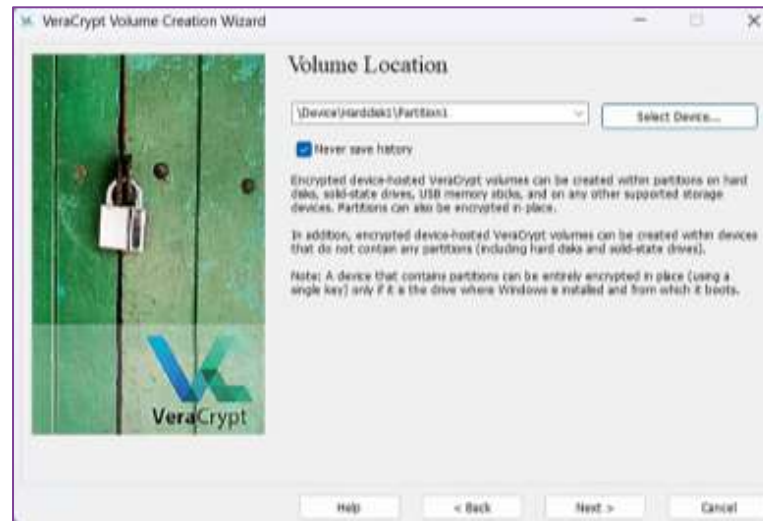 VeraCrypt Volume Creation Wizard
Volume Location
\Device\Harddisk1\Partition1
Select Device...
Never save history
Encrypted device-hosted VeraCrypt volumes can be created within partitions on hard
disks, solid-state drives, USB memory sticks, and on any other supported storage
devices. Partitions can also be encrypted in place.
In addition, encrypted device-hosted VeraCrypt volumes can be created within devices
that do not contain any partitions (including hard disks and solid-state drives).
Note: A device that contains partitions can be entirely encrypted in place (using a
single key) only if it is the drive where Windows is installed and from which it boots.
VeraCrypt
Help
< Back
Next >
Cancel